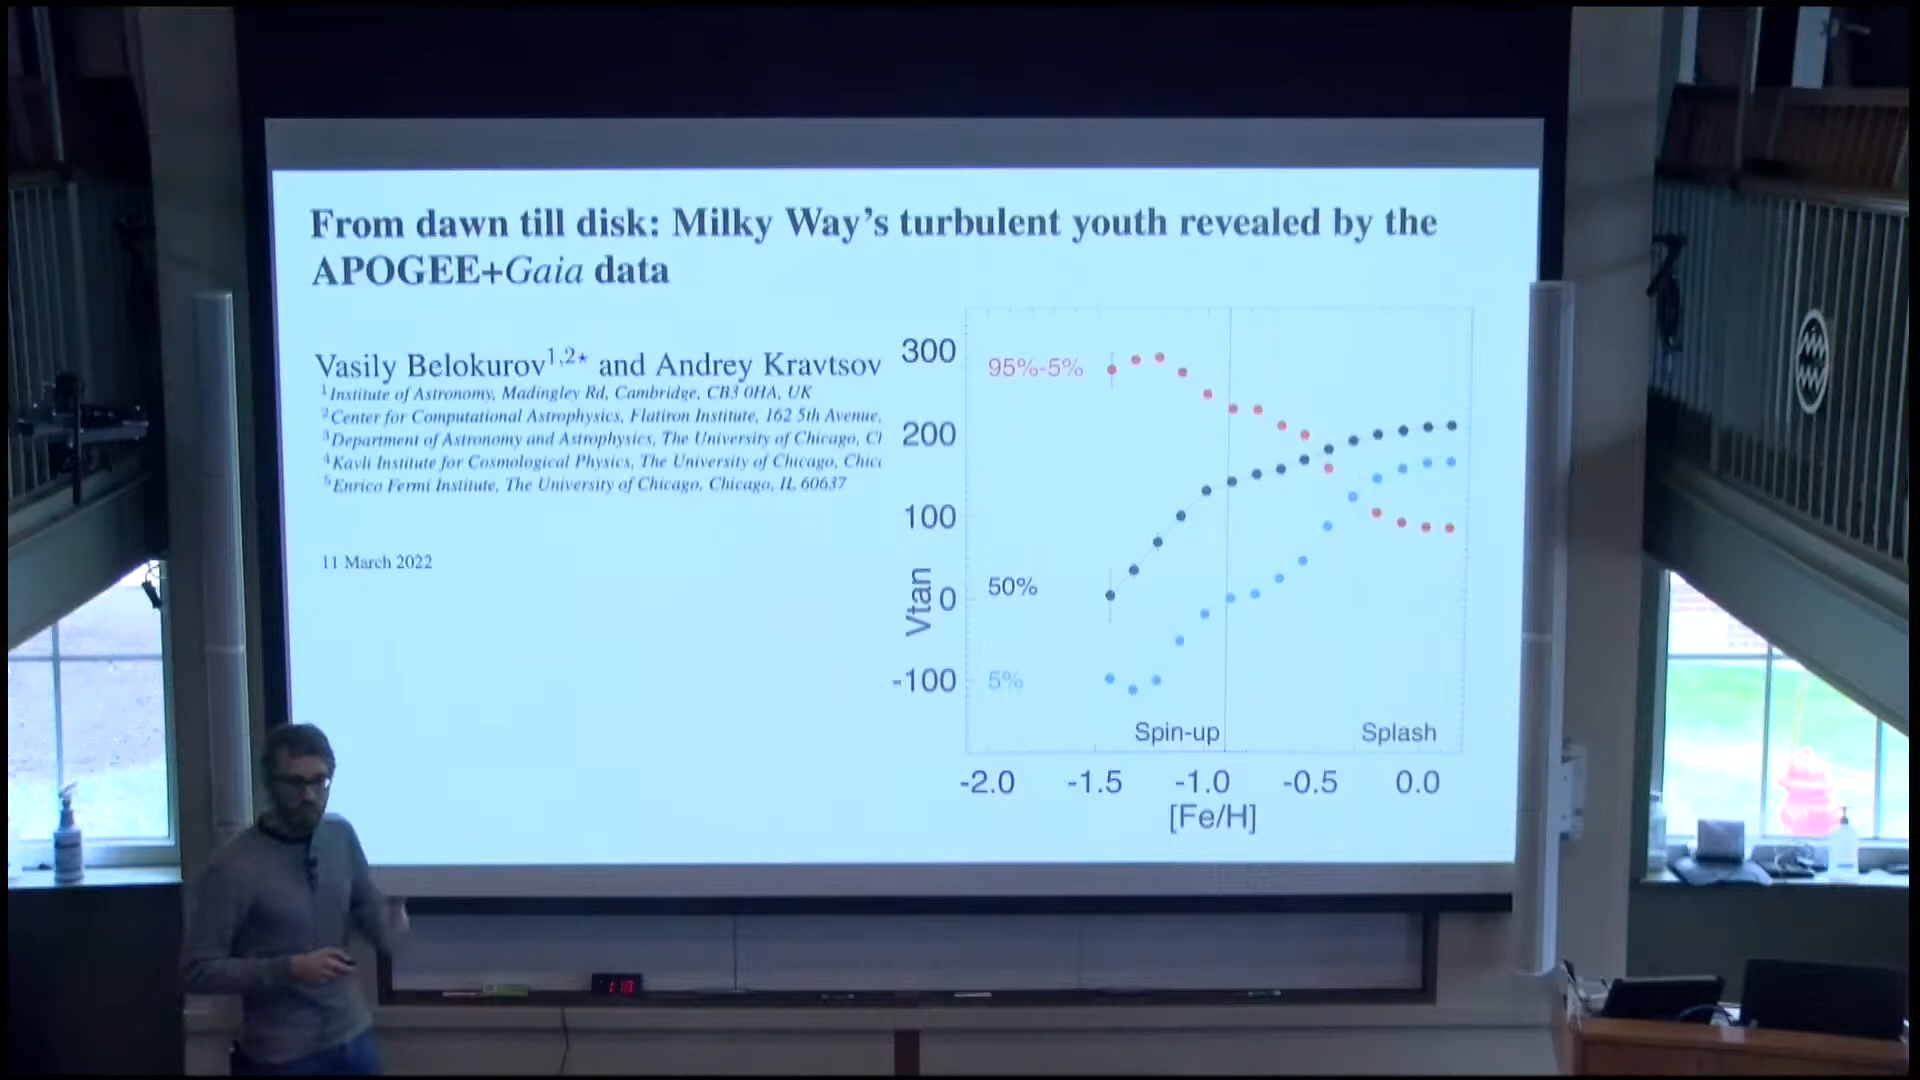 From dawn till disk: Milky Way's turbulent youth revealed by the
APOGEE+Gaia data
Vasily Belokurov1,2★ and Andrey Kravtsov
1Institute of Astronomy, Madingley Rd, Cambridge, CB3 0HA, UK
2Center for Computational Astrophysics, Flatiron Institute, 162 5th Avenue,
3Department of Astronomy and Astrophysics, The University of Chicago,
4Kavli Institute for Cosmological Physics, The University of Chicago,
5Enrico Fermi Institute, The University of Chicago, Chicago, IL 60637
11 March 2022
300
200
100
0
-100
Vtan
95%-5%
50%
5%
Spin-up
Splash
-2.0 -1.5 -1.0 -0.5 0.0
[Fe/H]